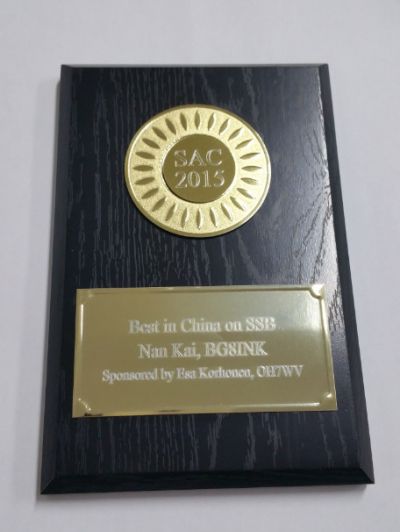 SAC
2015
Best in China on SSB
Nan Kai, BG8INK
Sponsored by Esa Korhonen, OH7WV